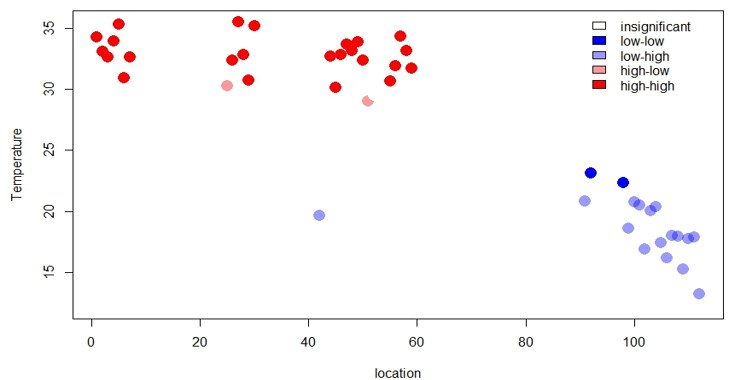 35
30
25
20
15
Temperature
insignificant
low-low
low-high
high-low
high-high
0
20
40
60
80
100
location